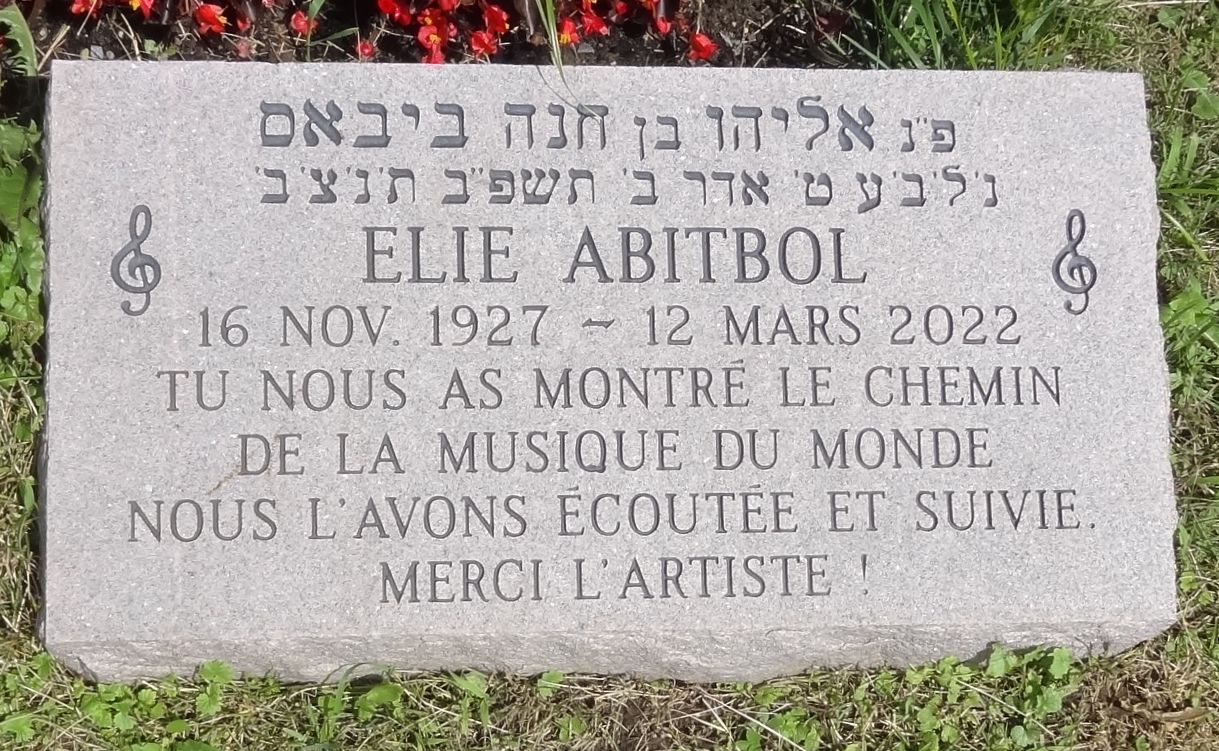 פ״נ אליהו בן חנה ביבאס
נ׳ל׳ב׳ע ט׳ אדר ב׳ תשפ״ב ת׳נ׳צ׳ב׳
ELIE ABITBOL
16 NOV. 1927 ~ 12 MARS 2022
TU NOUS AS MONTRÉ LE CHEMIN
DE LA MUSIQUE DU MONDE
NOUS L'AVONS ÉCOUTÉE ET SUIVIE.
MERCI L'ARTISTE !